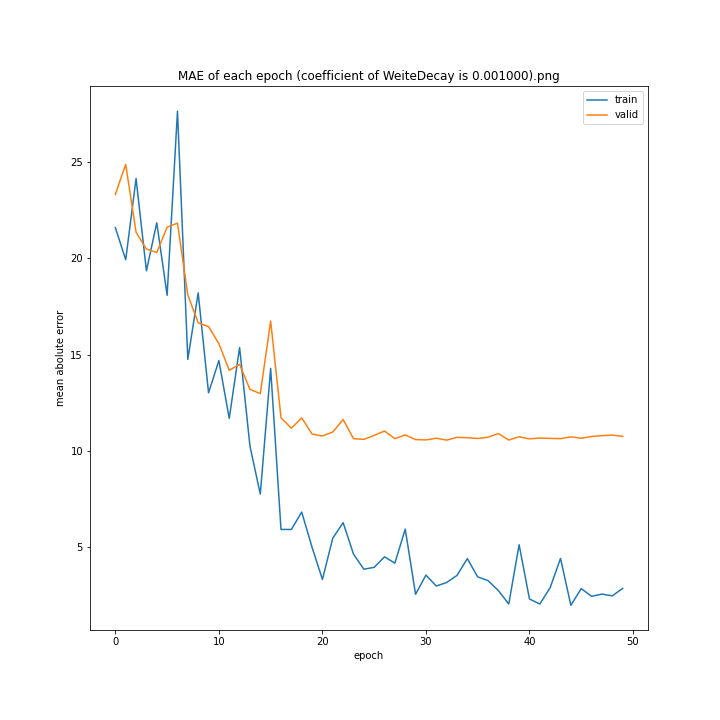 MAE of each epoch (coefficient of WeiteDecay is 0.001000).png
train
valid
25
20
15
10
5
mean abolute error
0
10
20
30
40
50
epoch